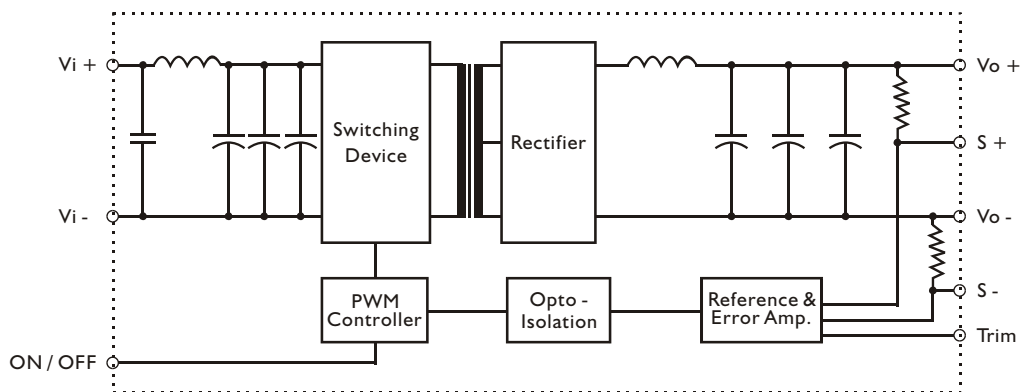 Vi +
Vo +
Switching
Device
Rectifier
S +
Vi -
Vo -
PWM
Controller
Opto -
Isolation
Reference &
Error Amp.
S -
Trim
ON / OFF